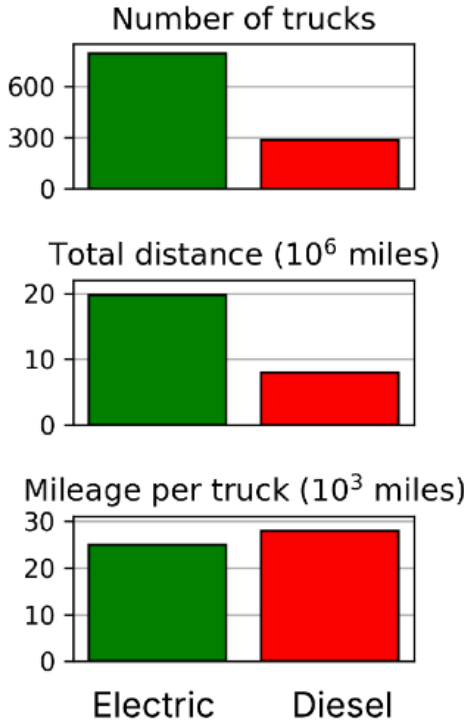 Number of trucks
600
300
0
Total distance (10⁶ miles)
20
10
0
Mileage per truck (10³ miles)
30
20
10
0
Electric Diesel